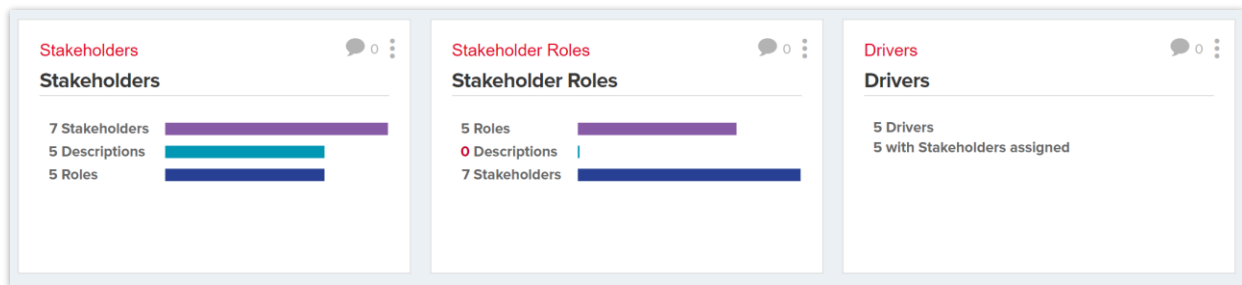 Stakeholders
0
Stakeholders
7 Stakeholders
5 Descriptions
5 Roles
Stakeholder Roles
0
Stakeholder Roles
5 Roles
0 Descriptions
7 Stakeholders
Drivers
0
Drivers
5 Drivers
5 with Stakeholders assigned